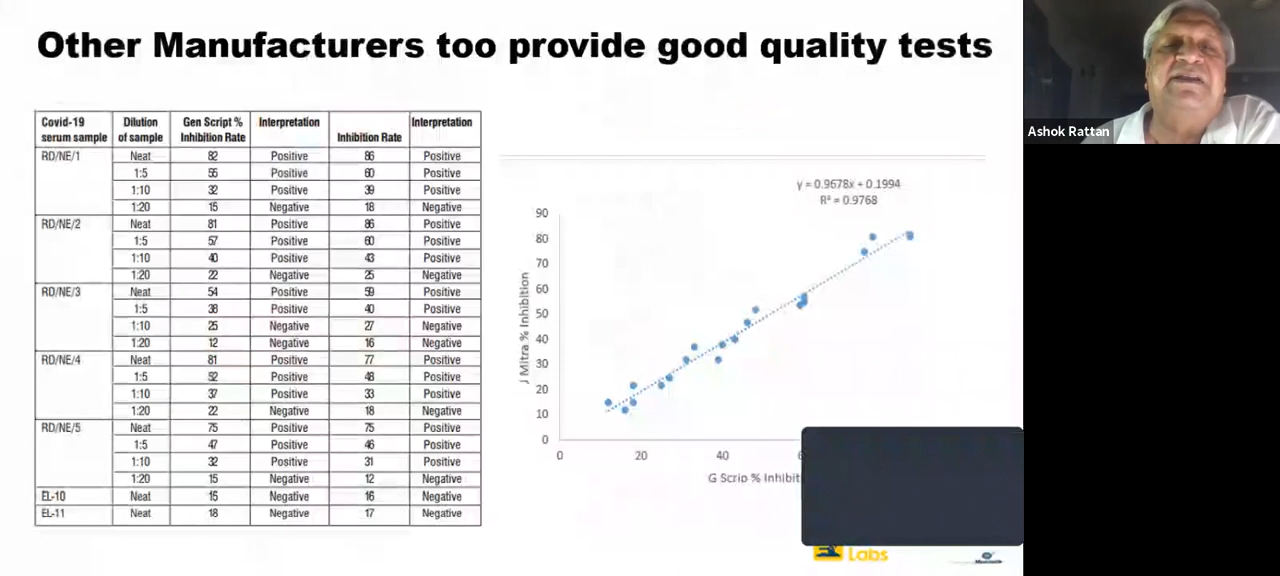 Other Manufacturers too provide good quality tests
Ashok Rattan
Covid-19 serum sample Dilution of sample Gen Script % Inhibition Rate Interpretation Inhibition Rate Interpretation
RD/NE/1 Neat 82 Positive 86 Positive
1:5 55 Positive 60 Positive
1:10 32 Positive 39 Positive
1:20 15 Negative 18 Negative
RD/NE/2 Neat 81 Positive 86 Positive
1:5 57 Positive 60 Positive
1:10 40 Positive 43 Positive
1:20 22 Negative 25 Negative
RD/NE/3 Neat 54 Positive 59 Positive
1:5 38 Positive 40 Positive
1:10 25 Negative 27 Negative
1:20 12 Negative 16 Negative
RD/NE/4 Neat 81 Positive 77 Positive
1:5 52 Positive 48 Positive
1:10 37 Positive 33 Positive
1:20 22 Negative 18 Negative
RD/NE/5 Neat 75 Positive 75 Positive
1:5 47 Positive 46 Positive
1:10 32 Positive 31 Positive
1:20 15 Negative 12 Negative
EL-10 Neat 15 Negative 16 Negative
EL-11 Neat 18 Negative 17 Negative
y = 0.9678x + 0.1994
R² = 0.9768
90
80
70
60
50
40
30
20
10
0
J Mitra % Inhibition
0 20 40
G Scrip % Inhibit
Labs